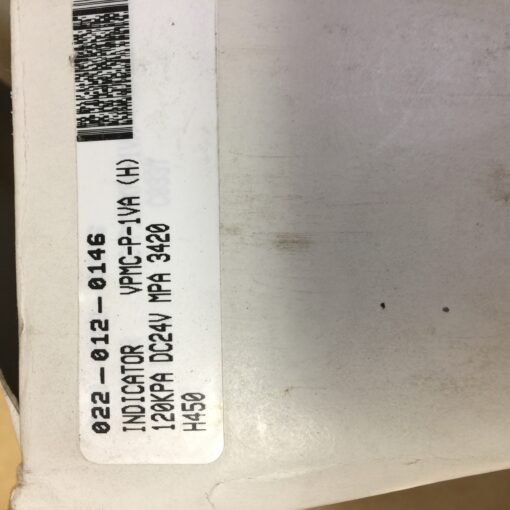 022-012-0146
INDICATOR VPMC-P-1VA (H)
120KPA DC24V MPA 3420
H450